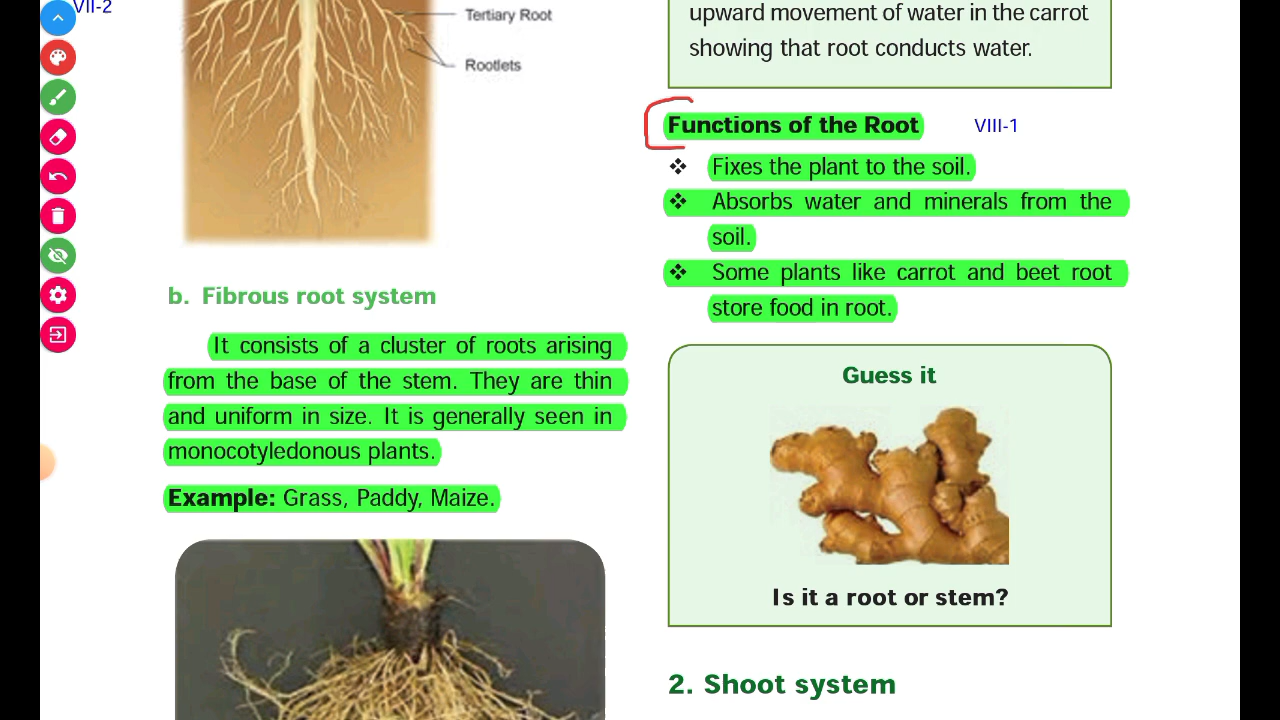 VII-2
Tertiary Root
Rootlets
b. Fibrous root system
It consists of a cluster of roots arising
from the base of the stem. They are thin
and uniform in size. It is generally seen in
monocotyledonous plants.
Example: Grass, Paddy, Maize.
upward movement of water in the carrot
showing that root conducts water.
Functions of the Root VIII-1
❖ Fixes the plant to the soil.
❖ Absorbs water and minerals from the
soil.
❖ Some plants like carrot and beet root
store food in root.
Guess it
Is it a root or stem?
2. Shoot system